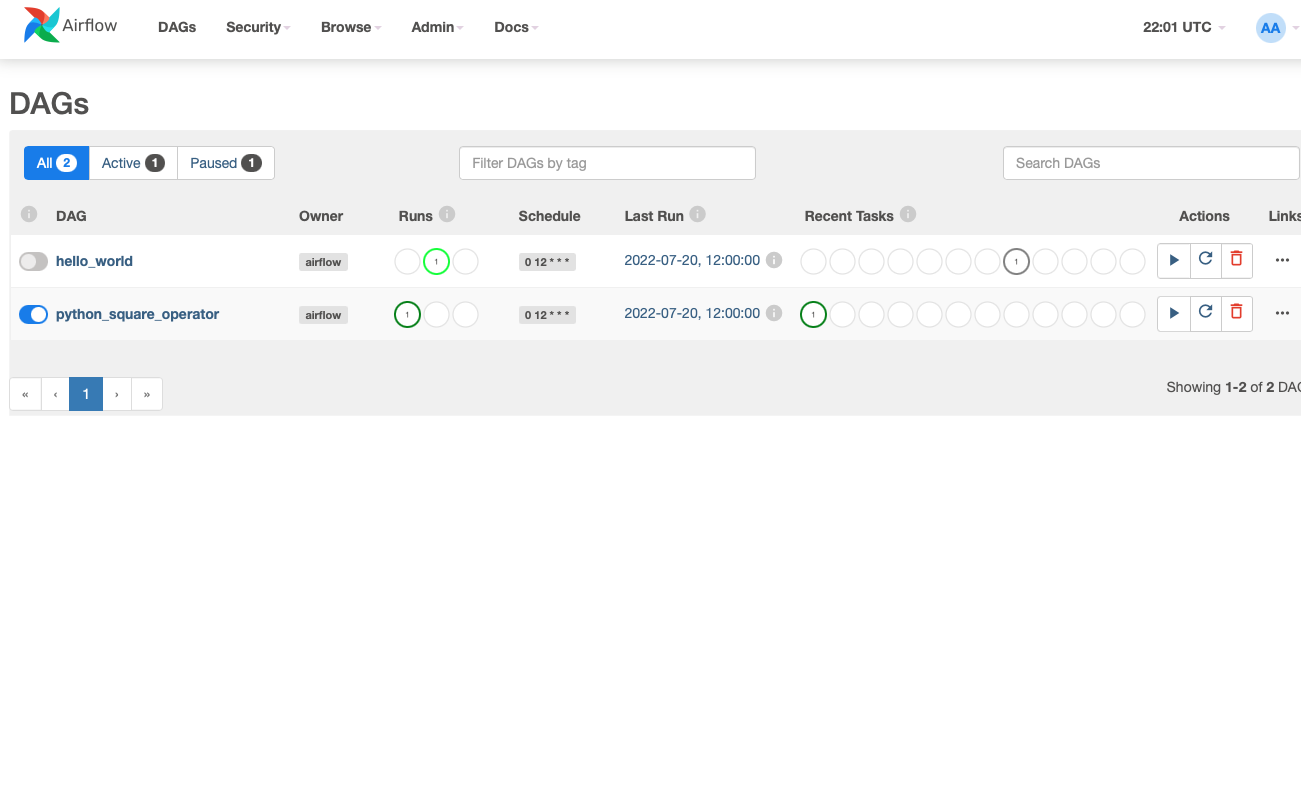 Airflow DAGs Security Browse Admin Docs 22:01 UTC AA
DAGs
All 2 Active 1 Paused 1 Filter DAGs by tag Search DAGs
i DAG Owner Runs i Schedule Last Run i Recent Tasks i Actions Links
hello_world airflow 1 0 12 * * * 2022-07-20, 12:00:00 i 1
python_square_operator airflow 1 0 12 * * * 2022-07-20, 12:00:00 i 1
« ‹ 1 › » Showing 1-2 of 2 DAG